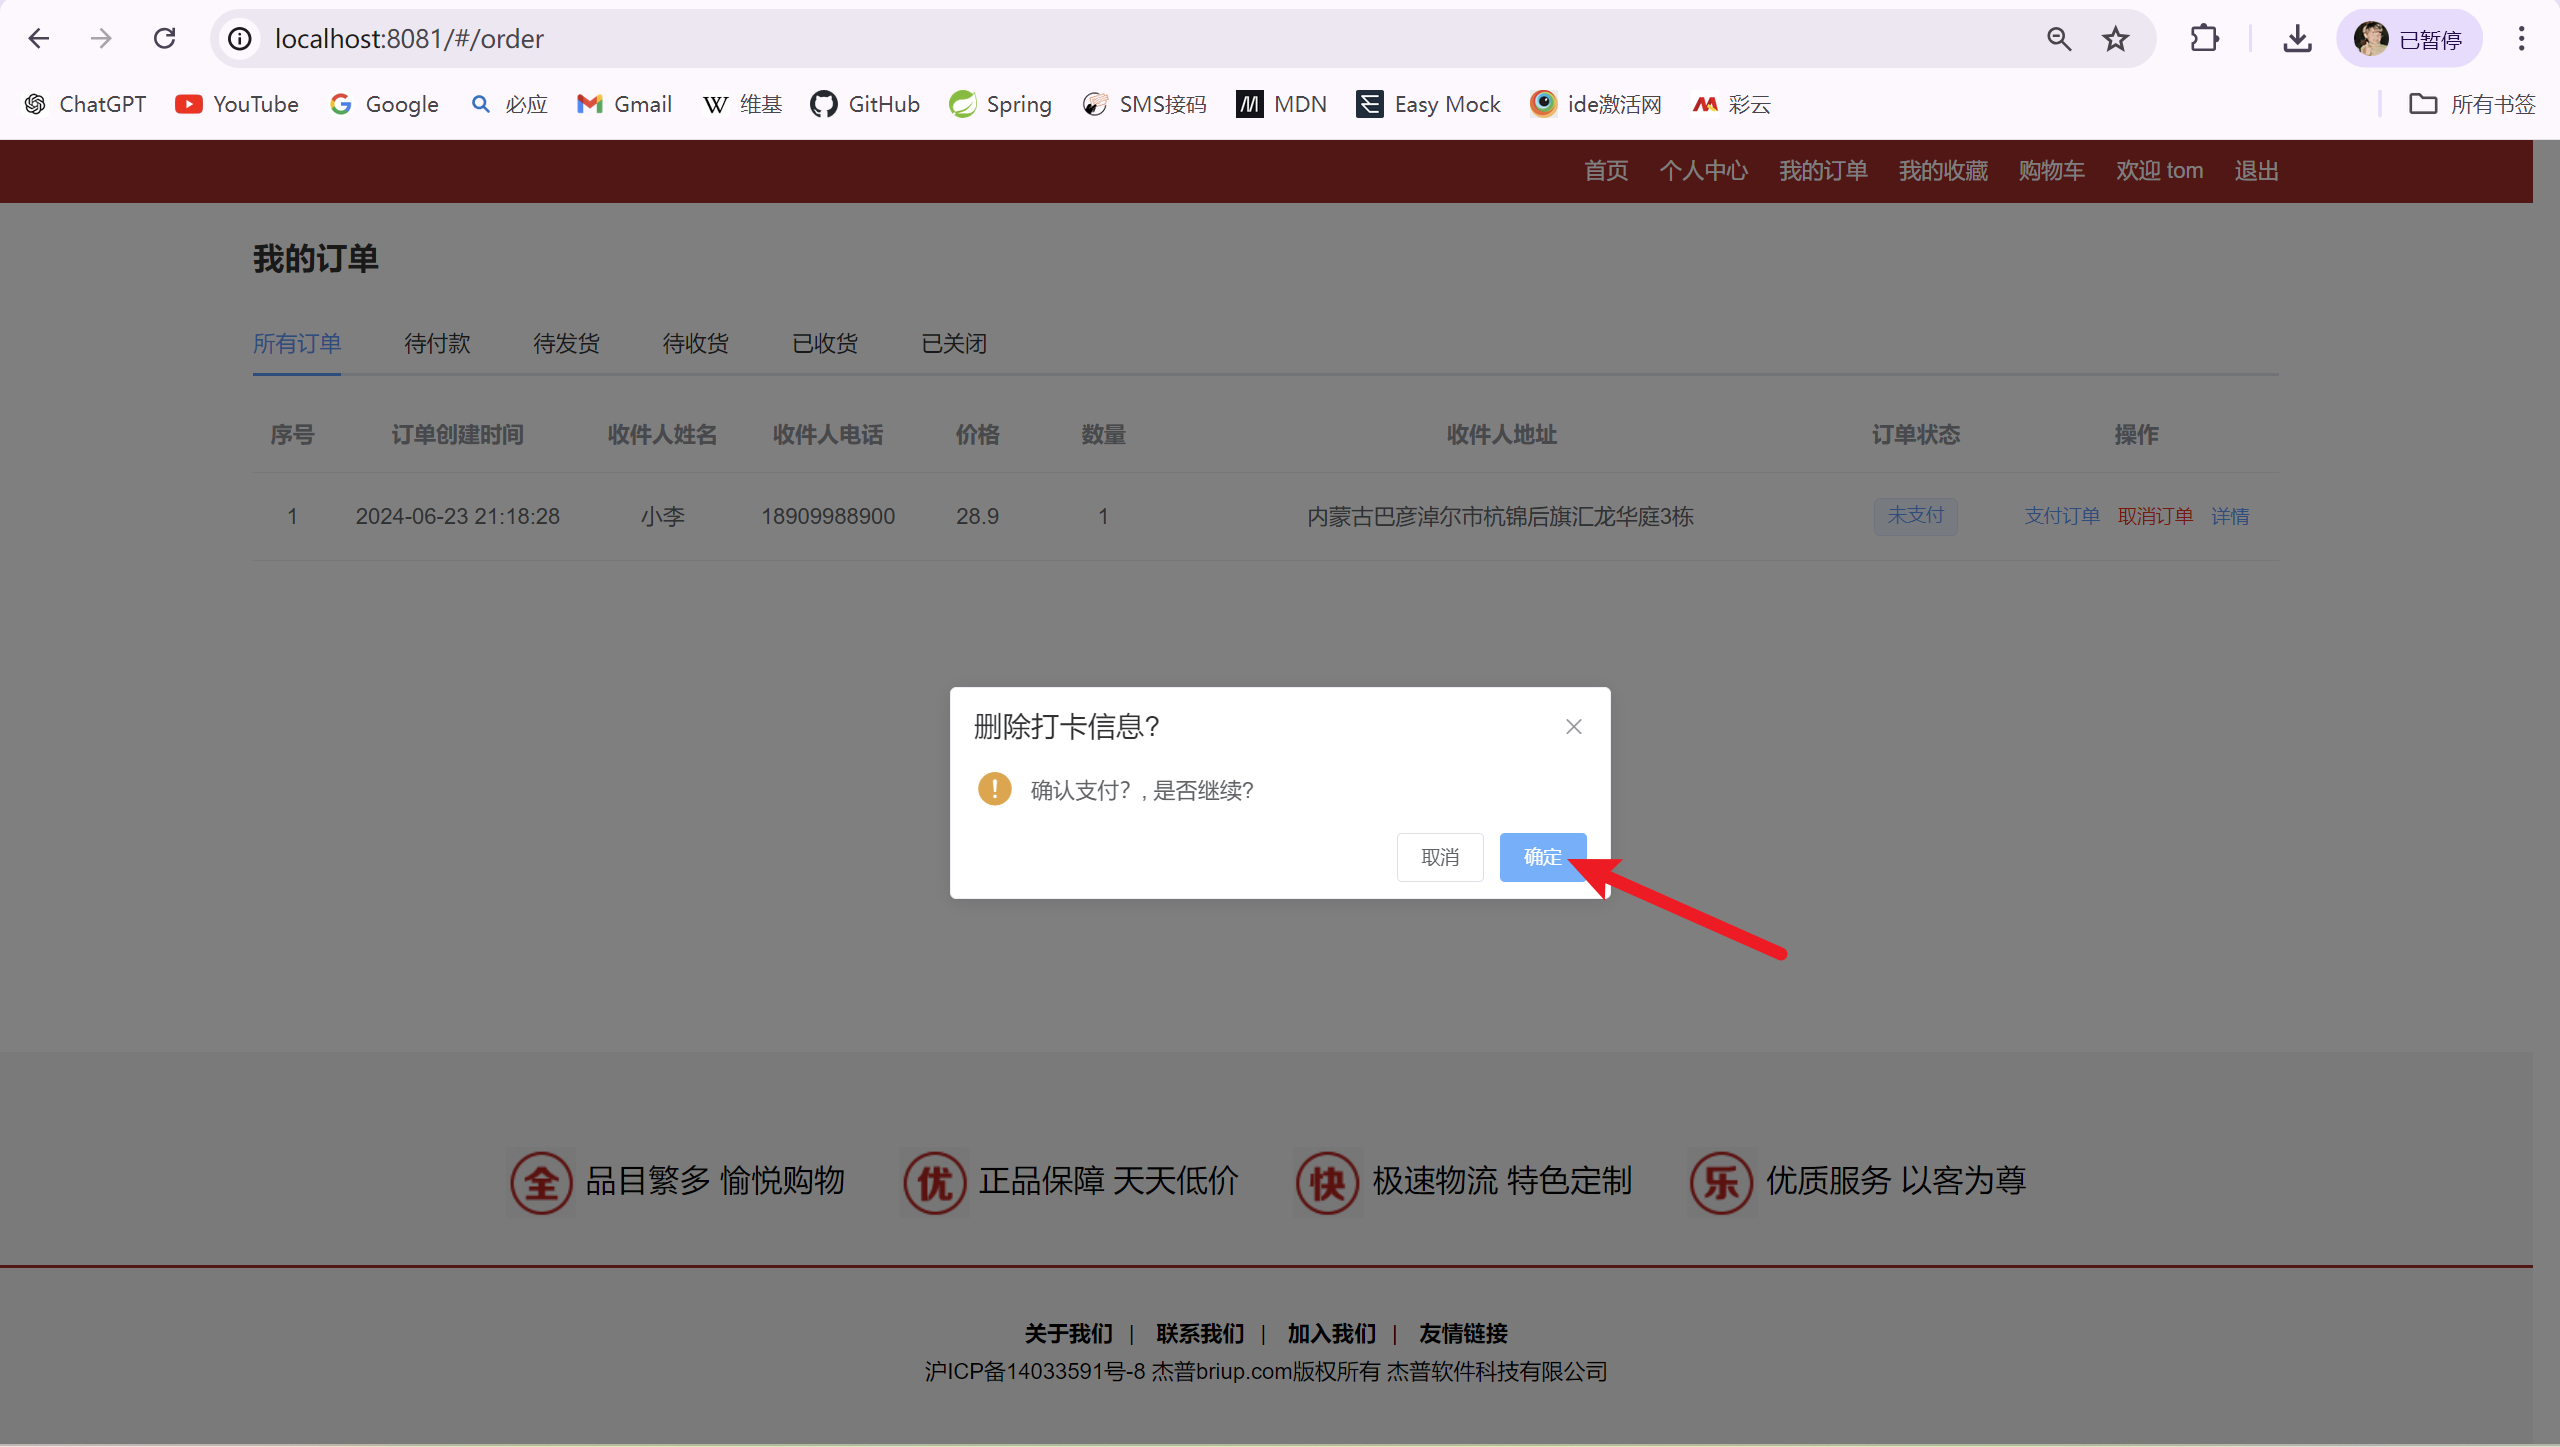 localhost:8081/#/order
已暂停
ChatGPT YouTube Google 必应 Gmail 维基 GitHub Spring SMS接码 MDN Easy Mock ide激活网 彩云 所有书签
首页 个人中心 我的订单 我的收藏 购物车 欢迎 tom 退出
我的订单
所有订单 待付款 待发货 待收货 已收货 已关闭
序号 订单创建时间 收件人姓名 收件人电话 价格 数量 收件人地址 订单状态 操作
1 2024-06-23 21:18:28 小李 18909988900 28.9 1 内蒙古巴彦淖尔市杭锦后旗汇龙华庭3栋 未支付 支付订单 取消订单 详情
删除打卡信息?
确认支付？, 是否继续?
取消 确定
全 品目繁多 愉悦购物 优 正品保障 天天低价 快 极速物流 特色定制 乐 优质服务 以客为尊
关于我们 | 联系我们 | 加入我们 | 友情链接
沪ICP备14033591号-8 杰普briup.com版权所有 杰普软件科技有限公司